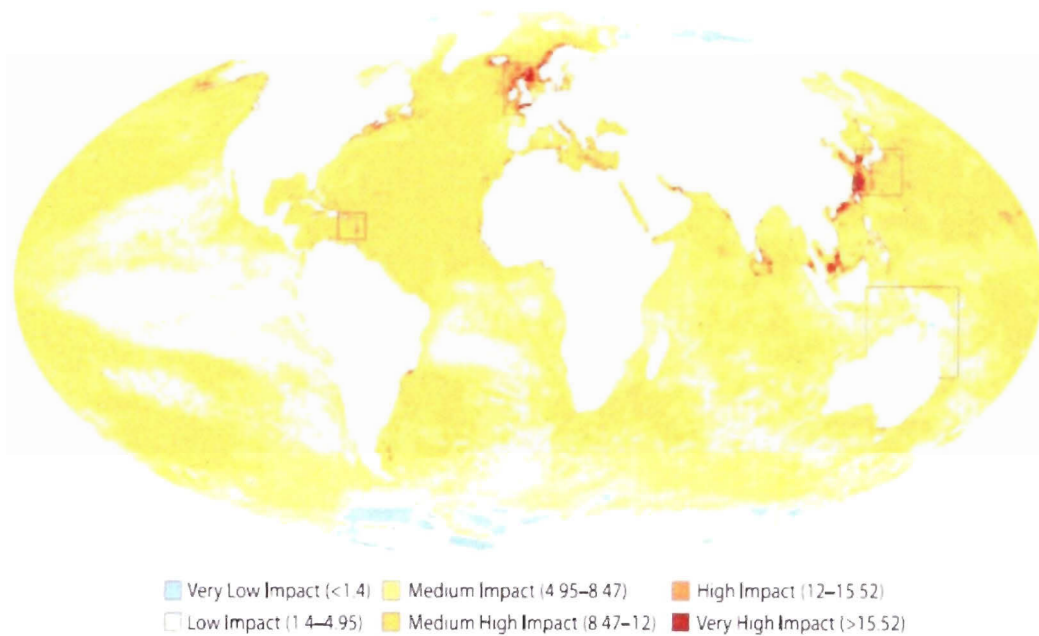 Very Low Impact (<1.4) Medium Impact (4 95–8 47) High Impact (12–15 52)
Low Impact (1 4–4 95) Medium High Impact (8 47–12) Very High Impact (>15.52)